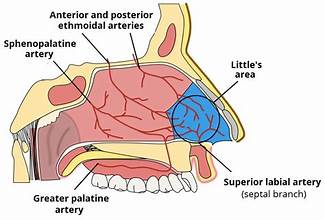 Anterior and posterior
ethmoidal arteries
Sphenopalatine
artery
Little's
area
Superior labial artery
(septal branch)
Greater palatine
artery